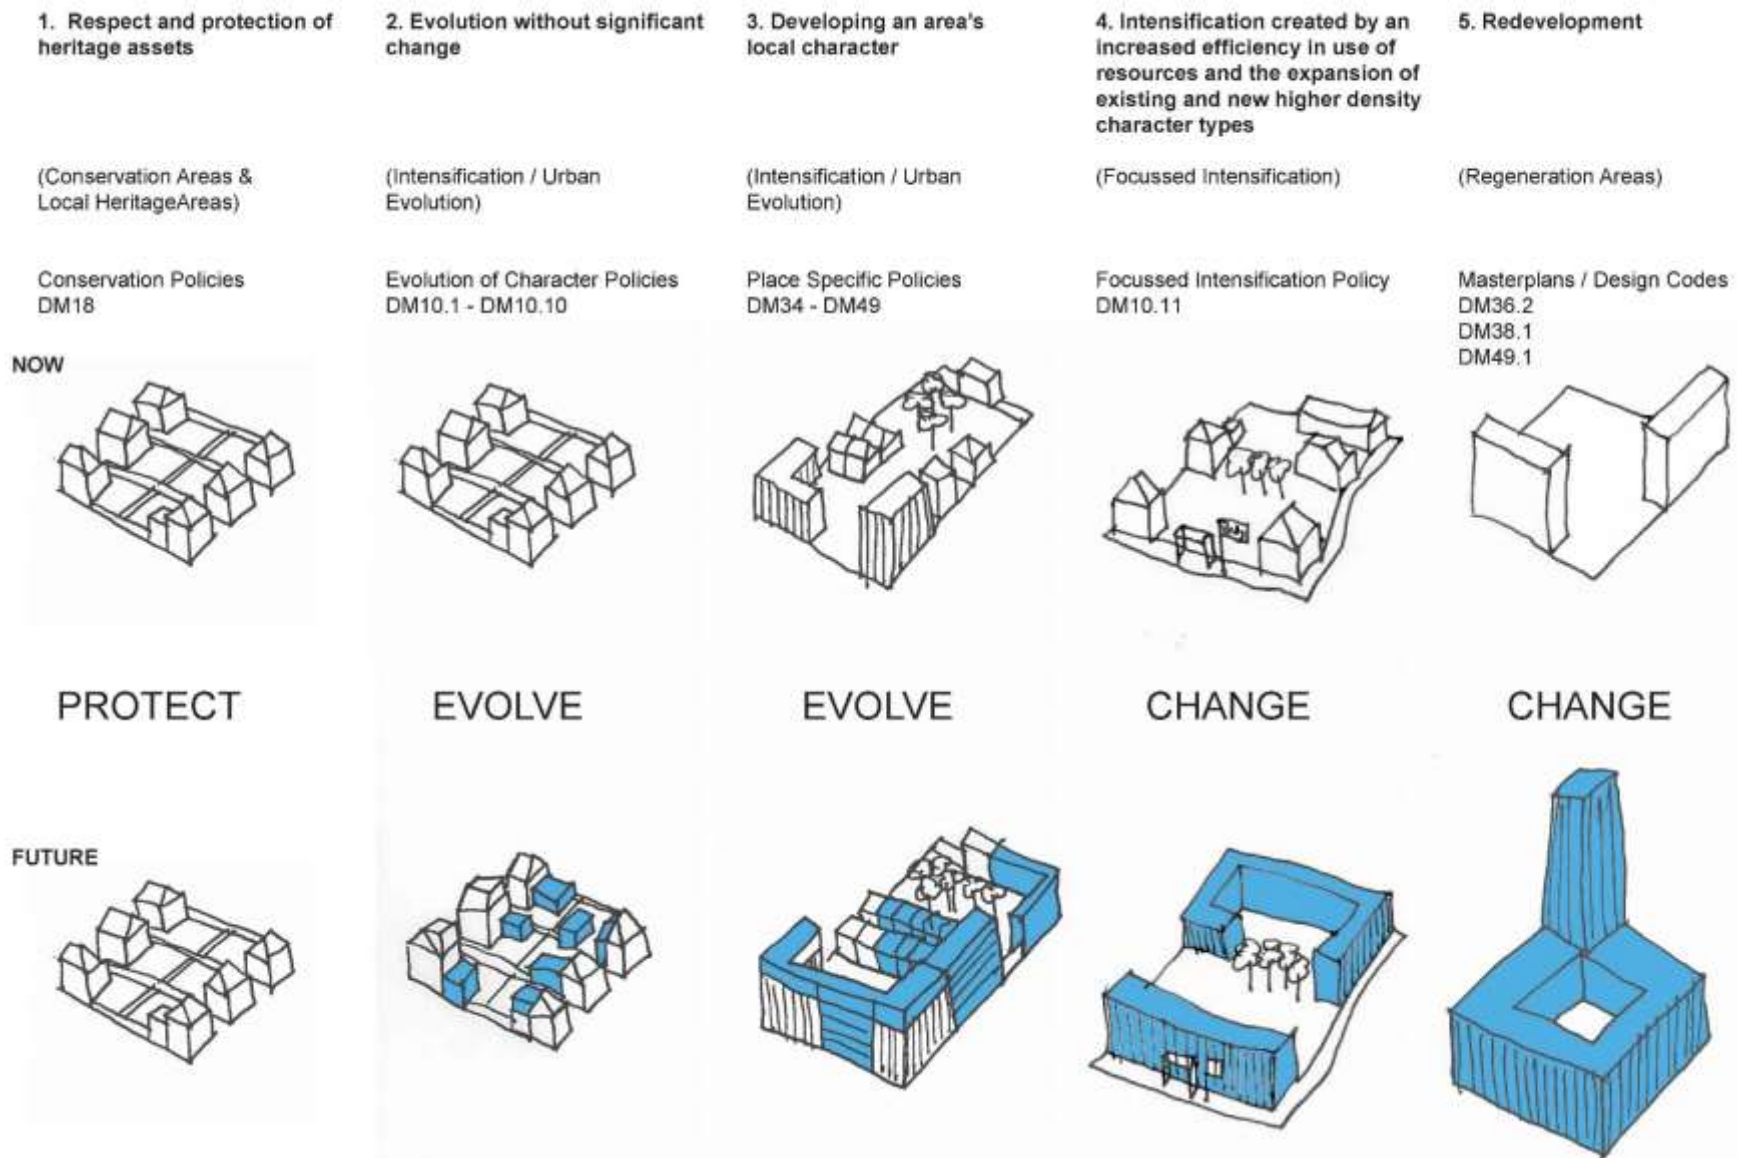 1. Respect and protection of
heritage assets
2. Evolution without significant
change
3. Developing an area's
local character
4. Intensification created by an
increased efficiency in use of
resources and the expansion of
existing and new higher density
character types
5. Redevelopment
(Conservation Areas &
Local HeritageAreas)
(Intensification / Urban
Evolution)
(Intensification / Urban
Evolution)
(Focussed Intensification)
(Regeneration Areas)
Conservation Policies
DM18
Evolution of Character Policies
DM10.1 - DM10.10
Place Specific Policies
DM34 - DM49
Focussed Intensification Policy
DM10.11
Masterplans / Design Codes
DM36.2
DM38.1
DM49.1
NOW
PROTECT
EVOLVE
EVOLVE
CHANGE
CHANGE
FUTURE